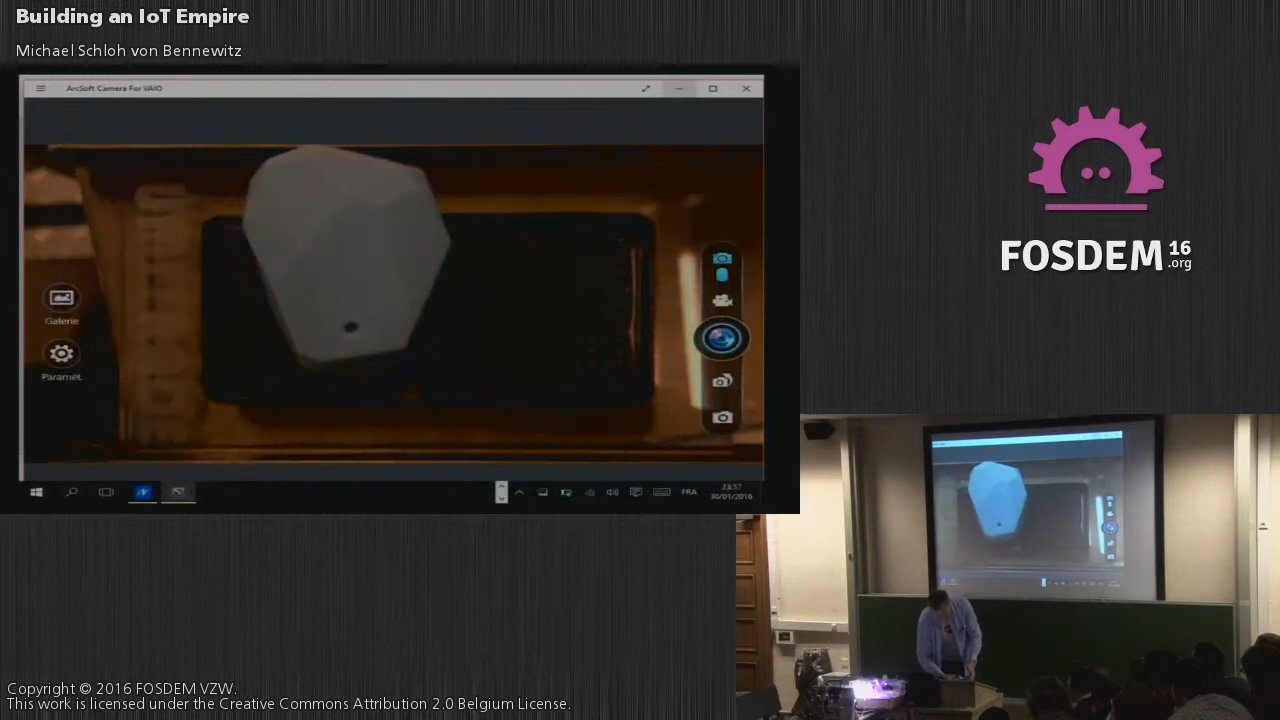 Building an IoT Empire
Michael Schloh von Bennewitz
ArcSoft Camera For VAIO
Galerie
Paramét.
FRA
23:57
30/01/2016
FOSDEM 16 .org
Copyright © 2016 FOSDEM VZW.
This work is licensed under the Creative Commons Attribution 2.0 Belgium License.